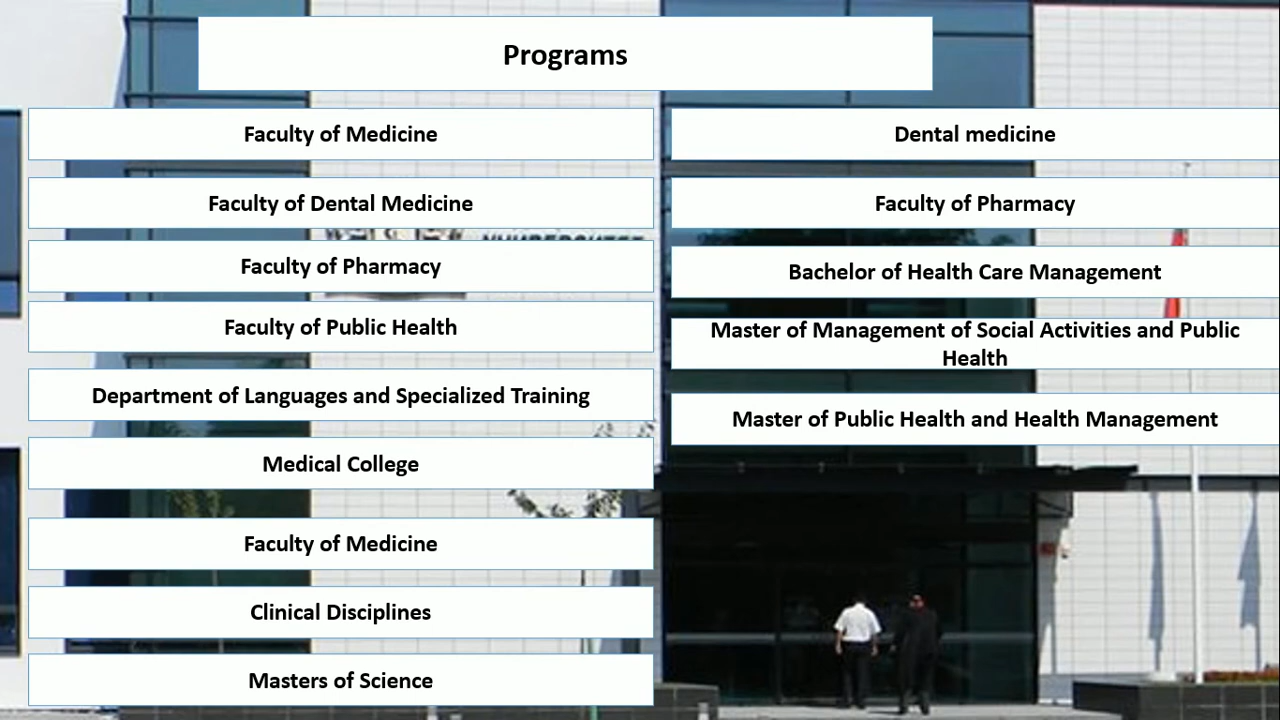 Programs
Faculty of Medicine
Faculty of Dental Medicine
Faculty of Pharmacy
Faculty of Public Health
Department of Languages and Specialized Training
Medical College
Faculty of Medicine
Clinical Disciplines
Masters of Science
Dental medicine
Faculty of Pharmacy
Bachelor of Health Care Management
Master of Management of Social Activities and Public
Health
Master of Public Health and Health Management